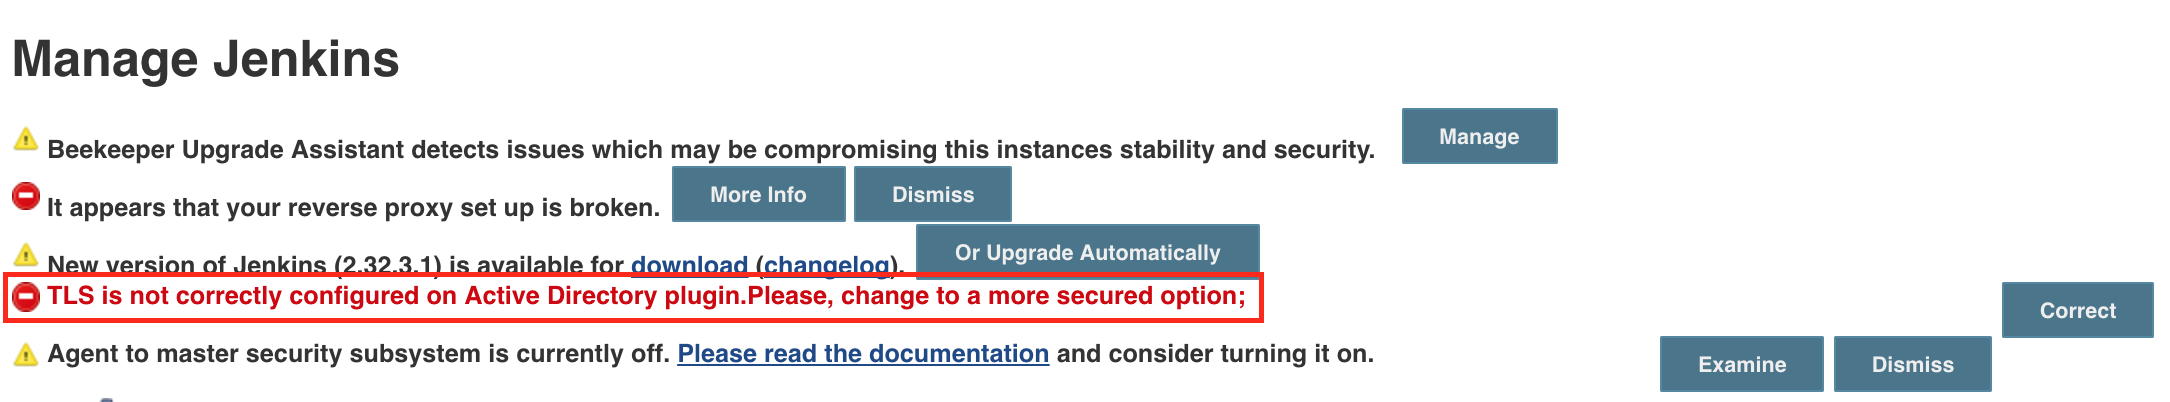 Manage Jenkins
Beekeeper Upgrade Assistant detects issues which may be compromising this instances stability and security. Manage
It appears that your reverse proxy set up is broken. More Info Dismiss
New version of Jenkins (2.32.3.1) is available for download (changelog). Or Upgrade Automatically
TLS is not correctly configured on Active Directory plugin.Please, change to a more secured option; Correct
Agent to master security subsystem is currently off. Please read the documentation and consider turning it on. Examine Dismiss